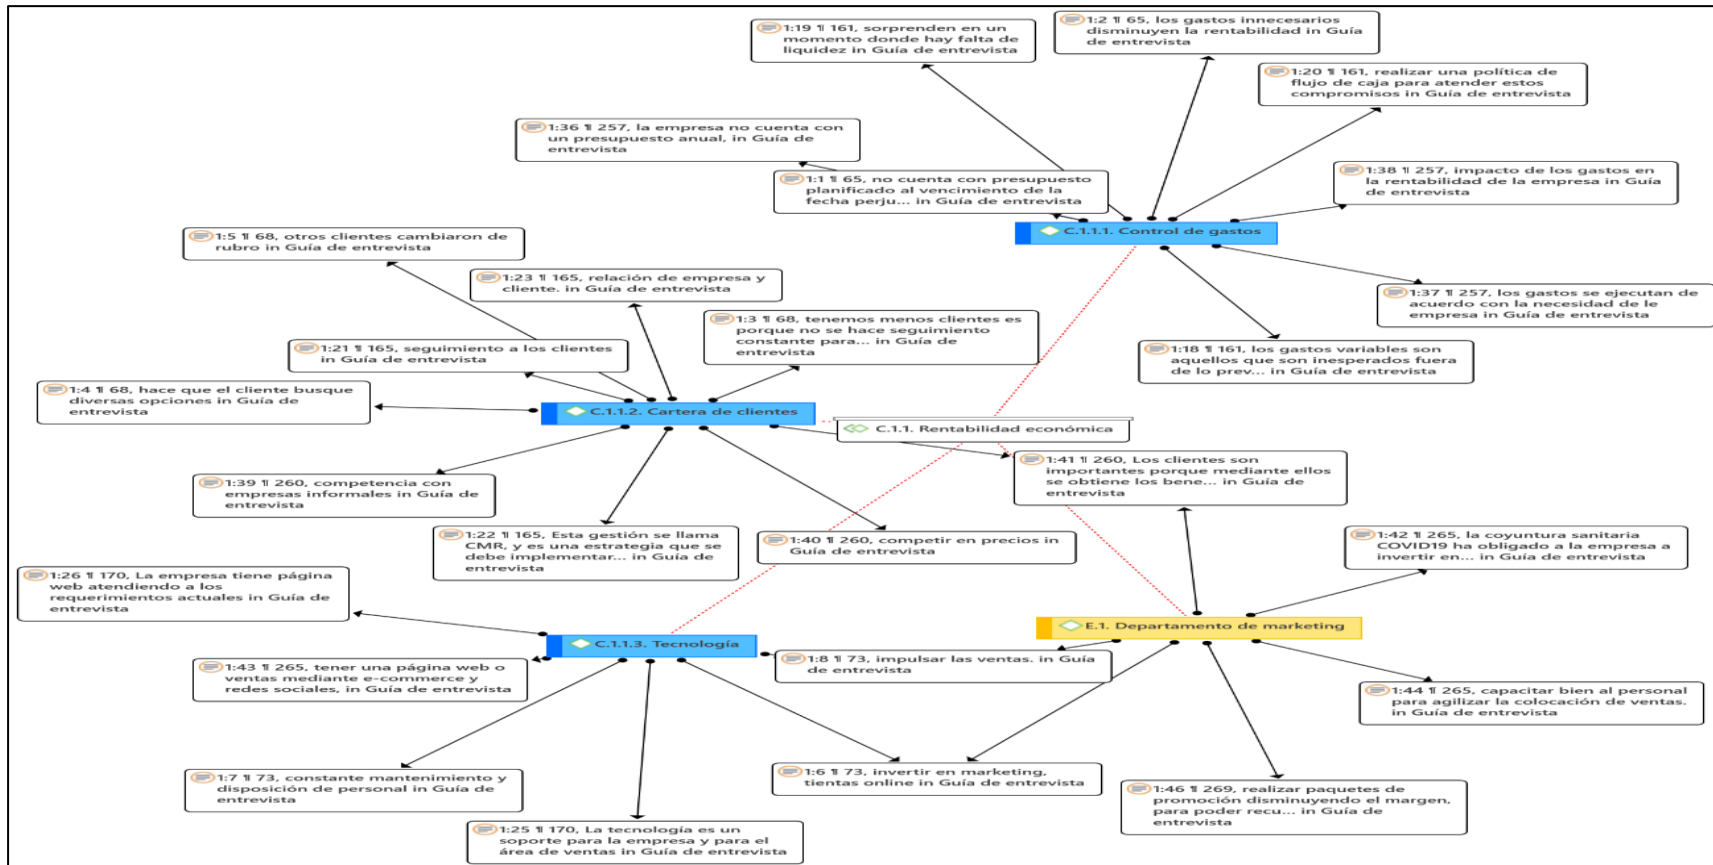 1:19 ¶ 161, sorprenden en un
momento donde hay falta de
liquidez in Guía de entrevista
1:2 ¶ 65, los gastos innecesarios
disminuyen la rentabilidad in Guía
de entrevista
1:20 ¶ 161, realizar una política de
flujo de caja para atender estos
compromisos in Guía de entrevista
1:36 ¶ 257, la empresa no cuenta con
un presupuesto anual, in Guía de
entrevista
1:1 ¶ 65, no cuenta con presupuesto
planificado al vencimiento de la
fecha perju... in Guía de entrevista
1:38 ¶ 257, impacto de los gastos en
la rentabilidad de la empresa in Guía
de entrevista
C.1.1.1. Control de gastos
1:5 ¶ 68, otros clientes cambiaron de
rubro in Guía de entrevista
1:23 ¶ 165, relación de empresa y
cliente. in Guía de entrevista
1:37 ¶ 257, los gastos se ejecutan de
acuerdo con la necesidad de le
empresa in Guía de entrevista
1:3 ¶ 68, tenemos menos clientes es
porque no se hace seguimiento
constante para... in Guía de
entrevista
1:21 ¶ 165, seguimiento a los clientes
in Guía de entrevista
1:18 ¶ 161, los gastos variables son
aquellos que son inesperados fuera
de lo prev... in Guía de entrevista
1:4 ¶ 68, hace que el cliente busque
diversas opciones in Guía de
entrevista
C.1.1.2. Cartera de clientes
C.1.1. Rentabilidad económica
1:41 ¶ 260, Los clientes son
importantes porque mediante ellos
se obtiene los bene... in Guía de
entrevista
1:39 ¶ 260, competencia con
empresas informales in Guía de
entrevista
1:22 ¶ 165, Esta gestión se llama
CMR, y es una estrategia que se
debe implementar... in Guía de
entrevista
1:40 ¶ 260, competir en precios in
Guía de entrevista
1:42 ¶ 265, la coyuntura sanitaria
COVID19 ha obligado a la empresa a
invertir en... in Guía de entrevista
1:26 ¶ 170, La empresa tiene página
web atendiendo a los
requerimientos actuales in Guía de
entrevista
E.1. Departamento de marketing
C.1.1.3. Tecnología
1:43 ¶ 265, tener una página web o
ventas mediante e-commerce y
redes sociales, in Guía de entrevista
1:8 ¶ 73, impulsar las ventas. in Guía
de entrevista
1:44 ¶ 265, capacitar bien al personal
para agilizar la colocación de ventas.
in Guía de entrevista
1:7 ¶ 73, constante mantenimiento y
disposición de personal in Guía de
entrevista
1:6 ¶ 73, invertir en marketing,
tientas online in Guía de entrevista
1:46 ¶ 269, realizar paquetes de
promoción disminuyendo el margen,
para poder recu... in Guía de
entrevista
1:25 ¶ 170, La tecnología es un
soporte para la empresa y para el
área de ventas in Guía de entrevista